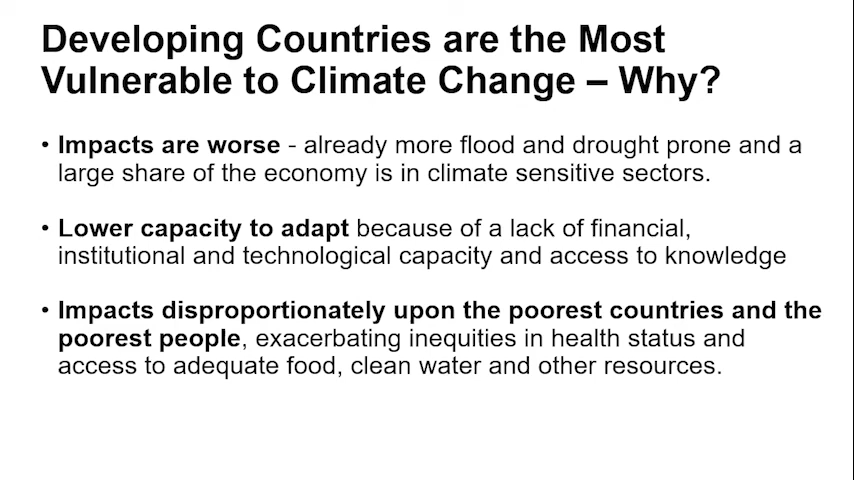 Developing Countries are the Most
Vulnerable to Climate Change – Why?
• Impacts are worse - already more flood and drought prone and a
large share of the economy is in climate sensitive sectors.
• Lower capacity to adapt because of a lack of financial,
institutional and technological capacity and access to knowledge
• Impacts disproportionately upon the poorest countries and the
poorest people, exacerbating inequities in health status and
access to adequate food, clean water and other resources.